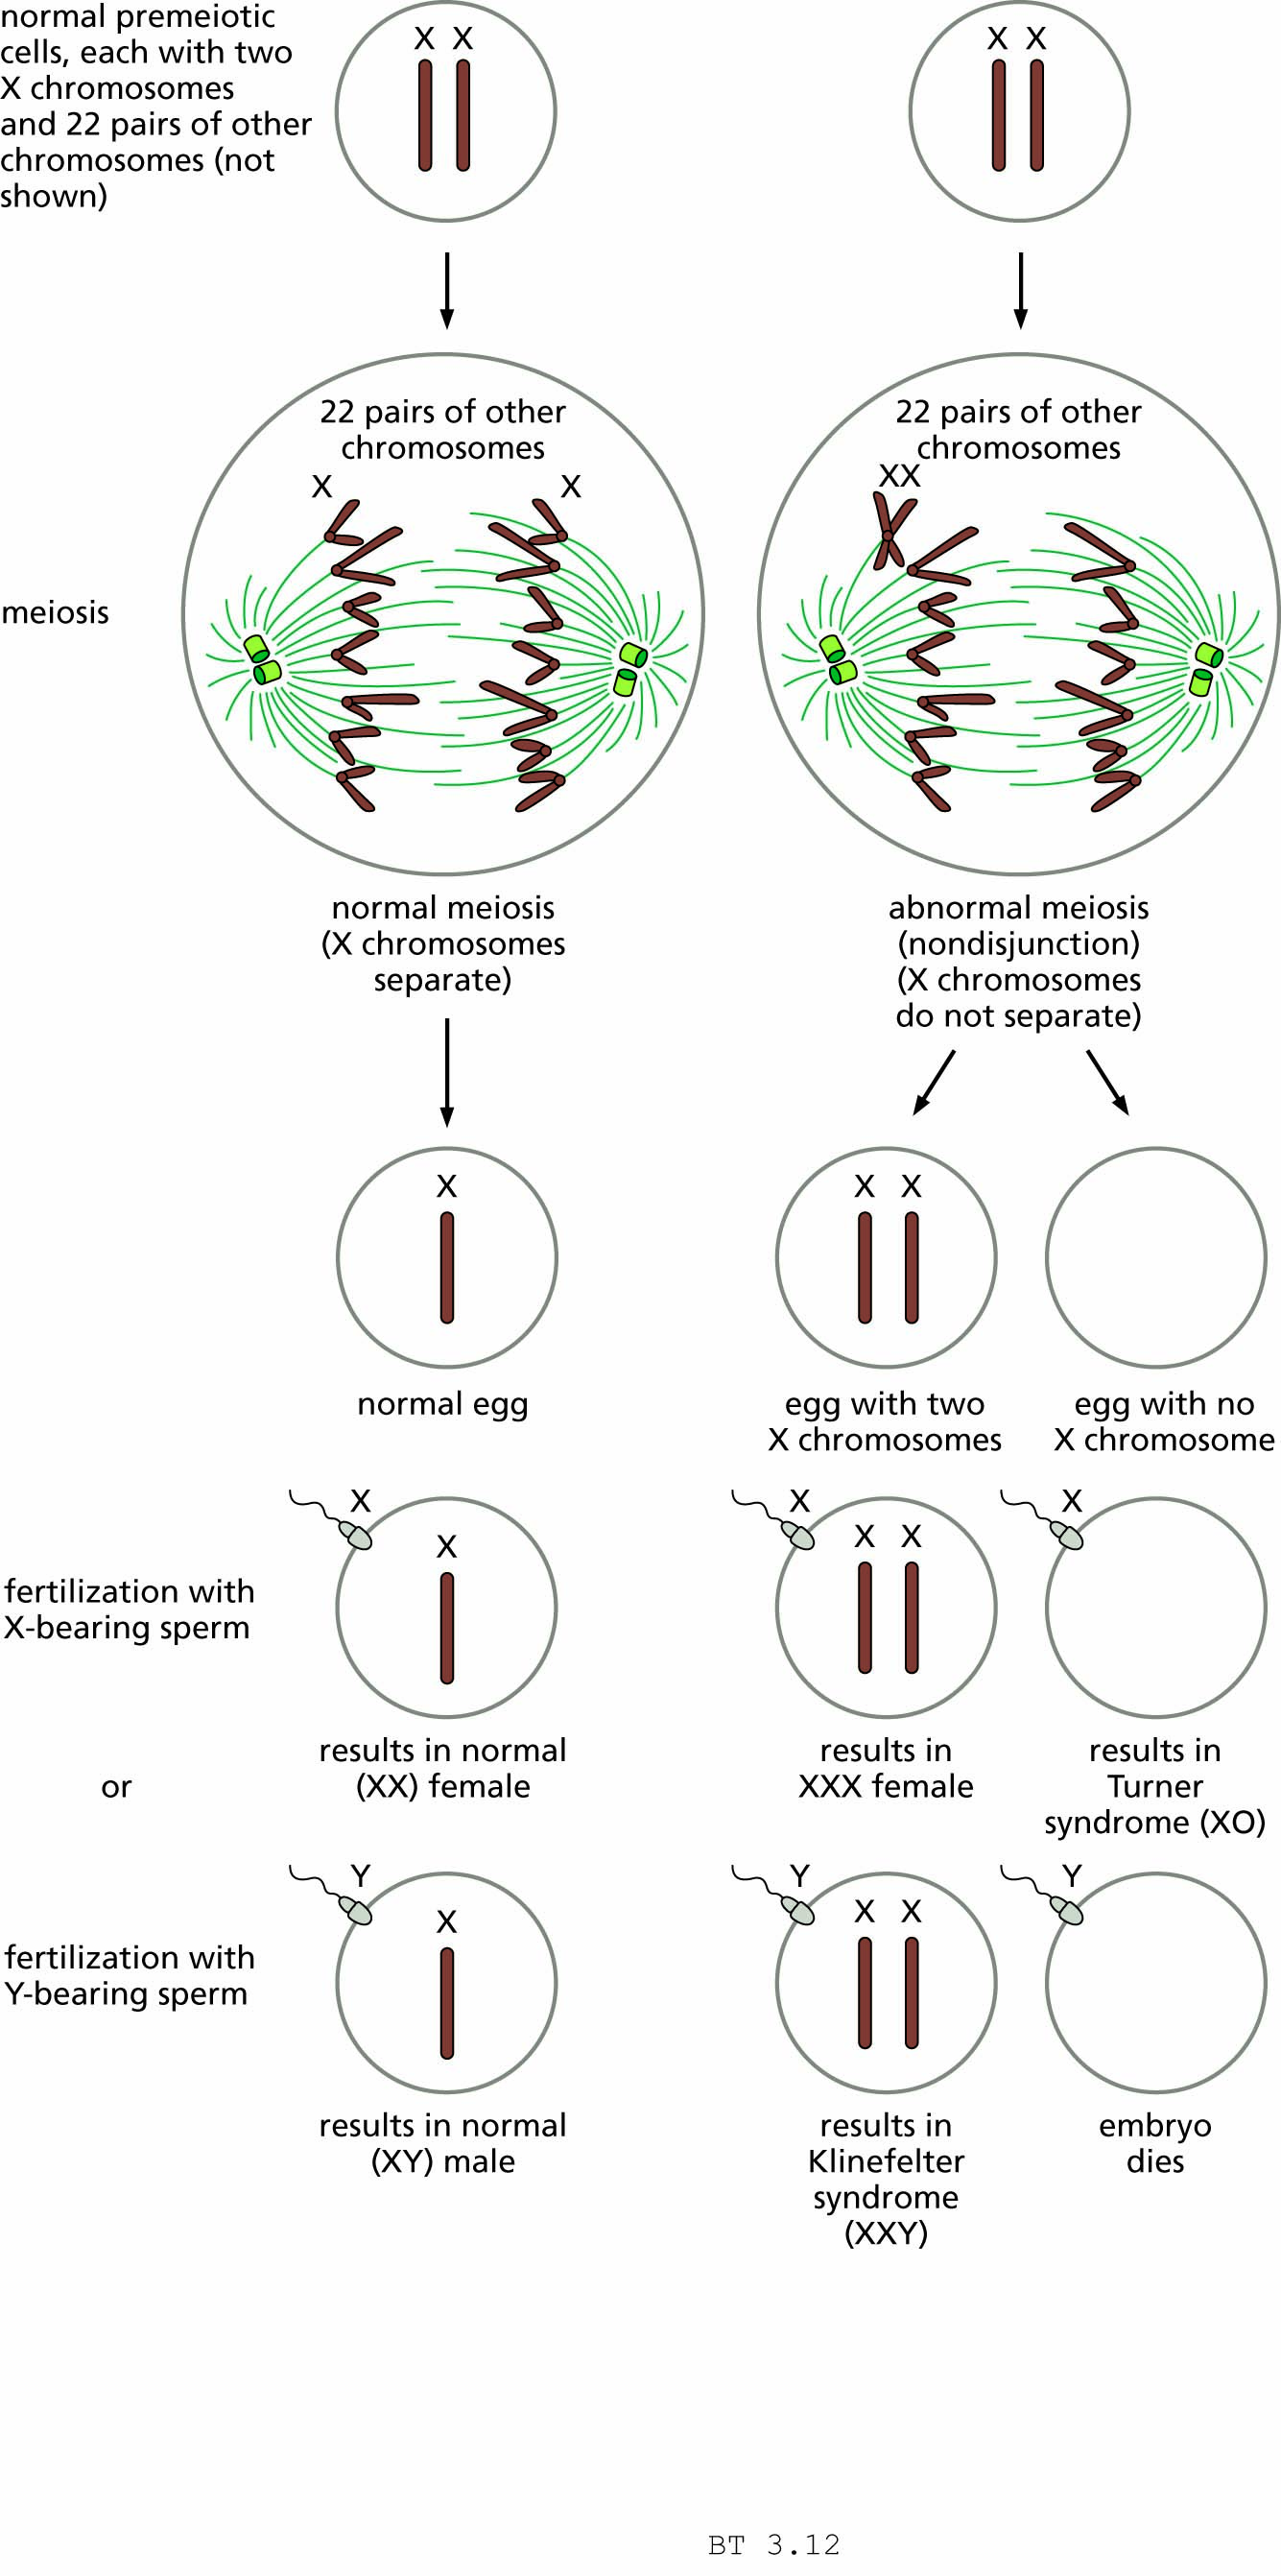 normal premeiotic
cells, each with two
X chromosomes
and 22 pairs of other
chromosomes (not
shown)
X X
X X
meiosis
22 pairs of other
chromosomes
X
X
22 pairs of other
chromosomes
XX
normal meiosis
(X chromosomes
separate)
abnormal meiosis
(nondisjunction)
(X chromosomes
do not separate)
X
normal egg
X X
egg with two
X chromosomes
egg with no
X chromosome
fertilization with
X-bearing sperm
X
X
results in normal
(XX) female
X
X X
results in
XXX female
X
results in
Turner
syndrome (XO)
or
fertilization with
Y-bearing sperm
Y
X
results in normal
(XY) male
Y
X X
results in
Klinefelter
syndrome
(XXY)
Y
embryo
dies
BT 3.12